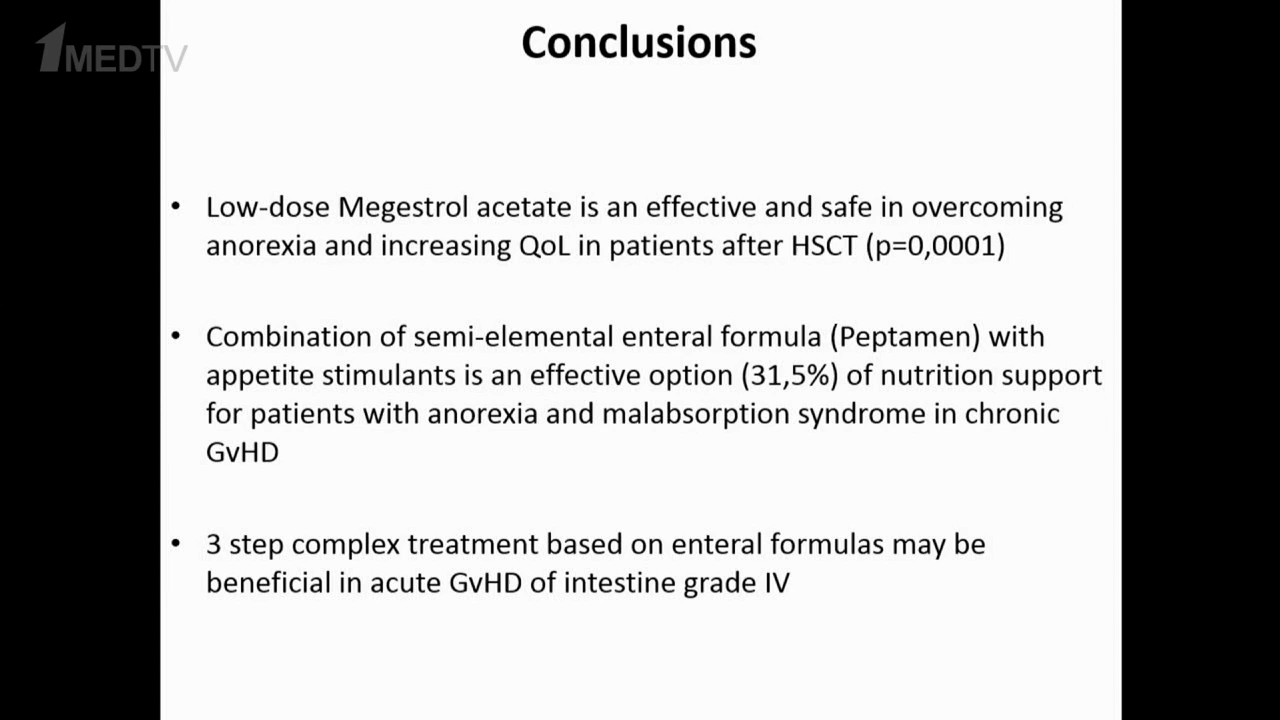 1MEDTV
Conclusions
• Low-dose Megestrol acetate is an effective and safe in overcoming
anorexia and increasing QoL in patients after HSCT (p=0,0001)
• Combination of semi-elemental enteral formula (Peptamen) with
appetite stimulants is an effective option (31,5%) of nutrition support
for patients with anorexia and malabsorption syndrome in chronic
GvHD
• 3 step complex treatment based on enteral formulas may be
beneficial in acute GvHD of intestine grade IV